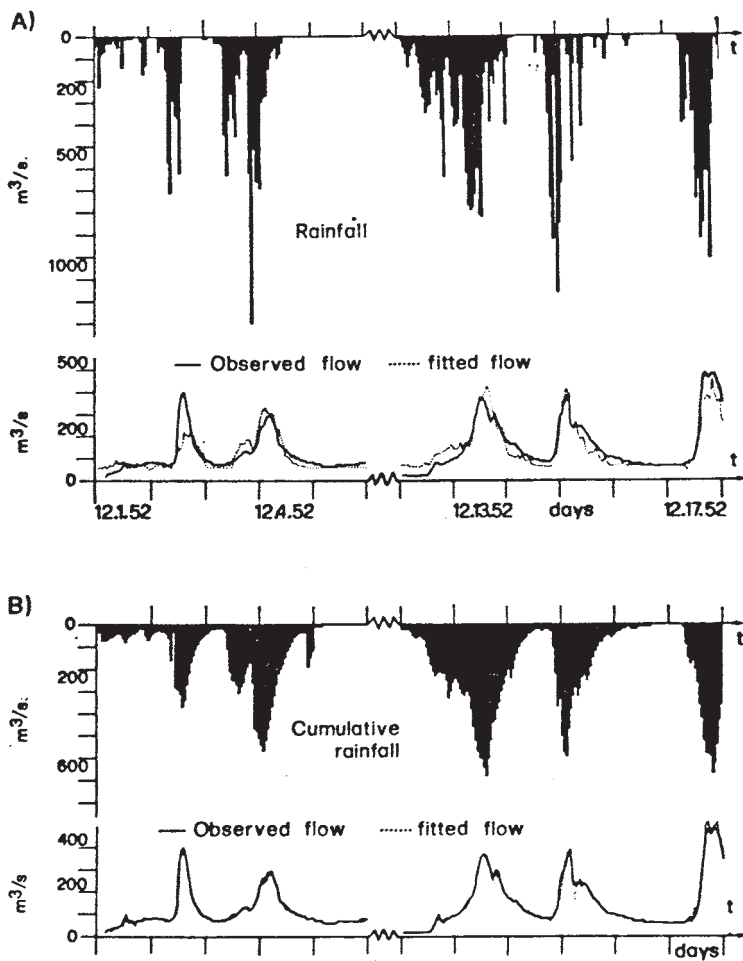 A)
0
200
500
1000
m³/s.
t
Rainfall
500
200
0
m³/s
Observed flow
fitted flow
t
12.1.52
12.4.52
12.13.52
days
12.17.52
B)
0
200
600
m³/s.
t
Cumulative
rainfall
400
200
0
m³/s
Observed flow
fitted flow
t
days